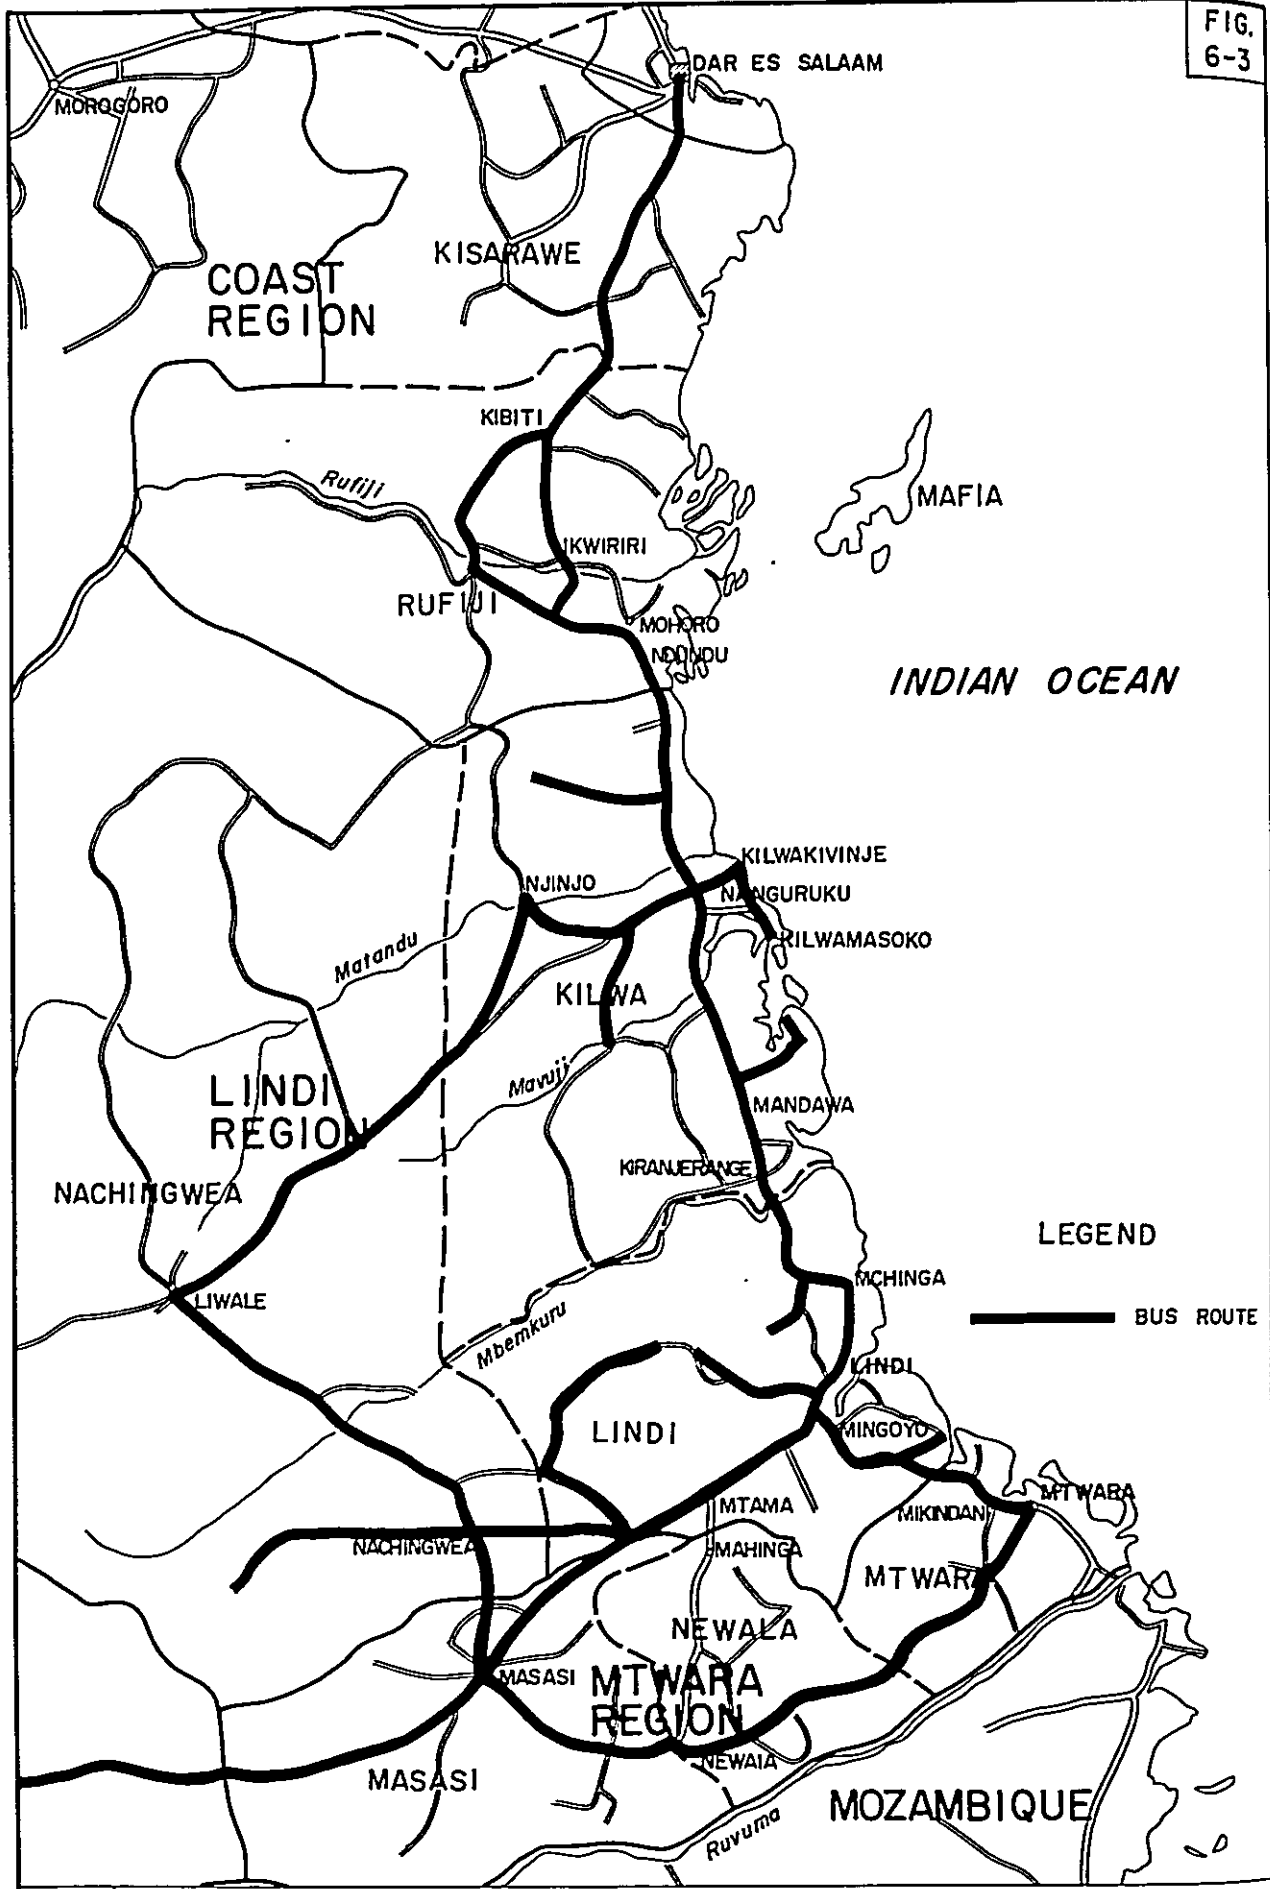 FIG.
6-3
DAR ES SALAAM
MOROGORO
KISARAWE
COAST
REGION
KIBITI
Rufiji
MAFIA
IKWIRIRI
RUFIJI
MOHORO
NDUNDU
INDIAN OCEAN
KILWAKIVINJE
NJINJO
NANGURUKU
KILWAMASOKO
Matandu
KILWA
Mavuji
LINDI
REGION
MANDAWA
KIRANJERANGE
NACHINGWEA
LEGEND
MCHINGA
LIWALE
BUS ROUTE
Mbemkuru
LINDI
LINDI
MINGOYO
MTWARA
MTAMA
MIKINDANI
NACHINGWEA
MAHINGA
MTWARA
NEWALA
MASASI
MTWARA
REGION
NEWAIA
MASASI
MOZAMBIQUE
Ruvuma